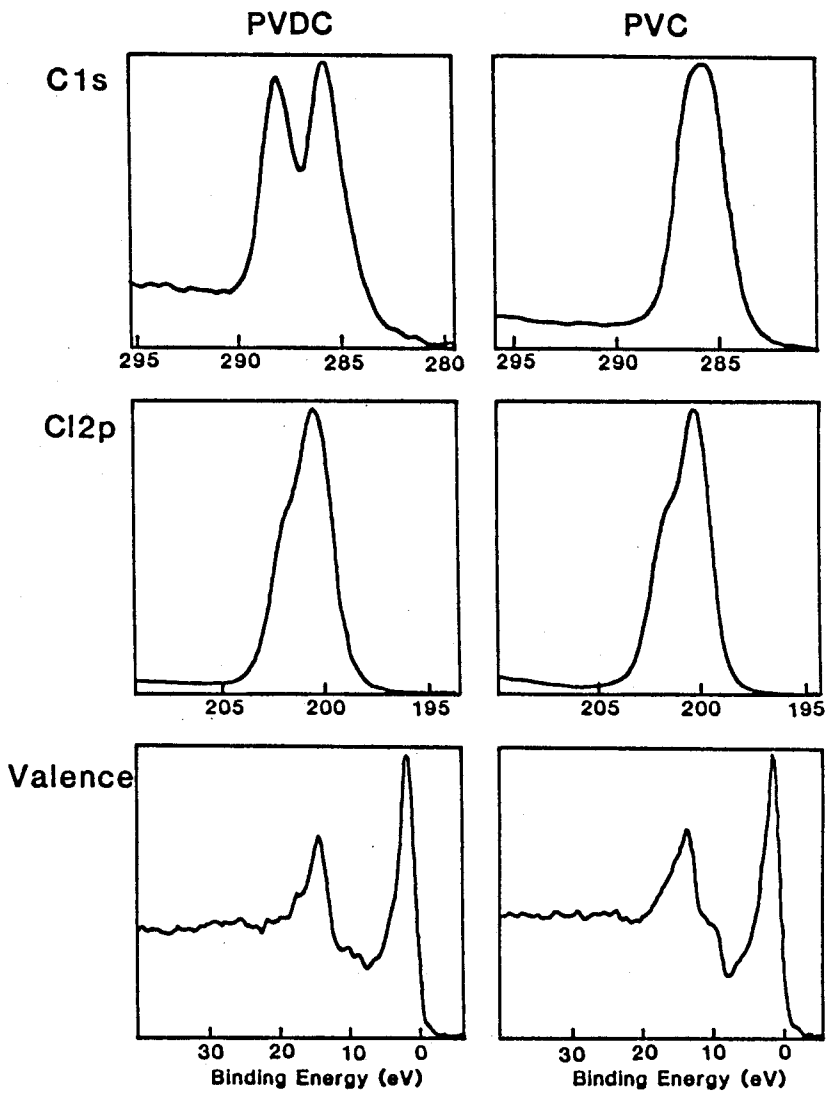 PVDC PVC
C1s
295 290 285 280
295 290 285
Cl2p
205 200 195
205 200 195
Valence
30 20 10 0
30 20 10 0
Binding Energy (eV)
Binding Energy (eV)